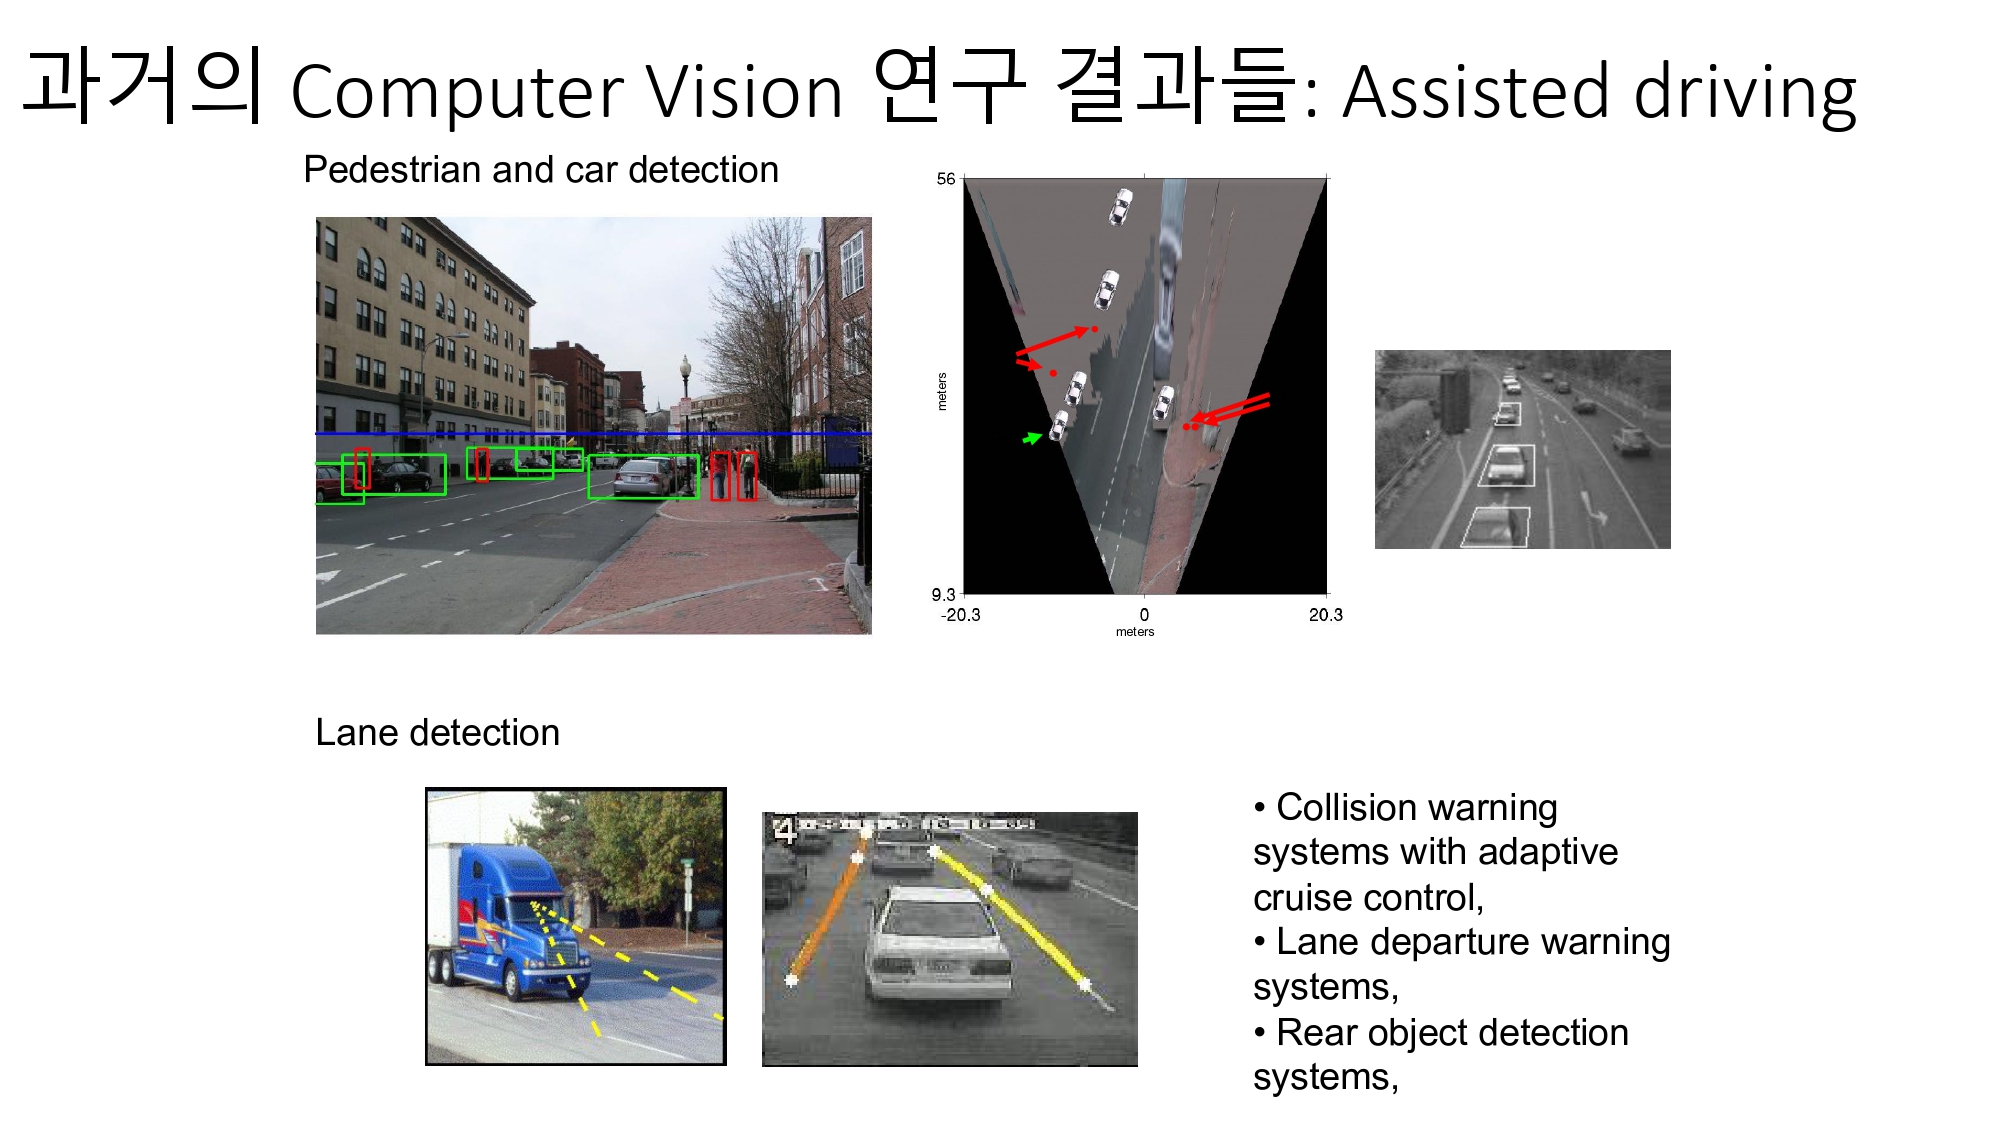 과거의 Computer Vision 연구 결과들: Assisted driving
Pedestrian and car detection
56
meters
9.3
-20.3
0
20.3
meters
Lane detection
4
• Collision warning
systems with adaptive
cruise control,
• Lane departure warning
systems,
• Rear object detection
systems,